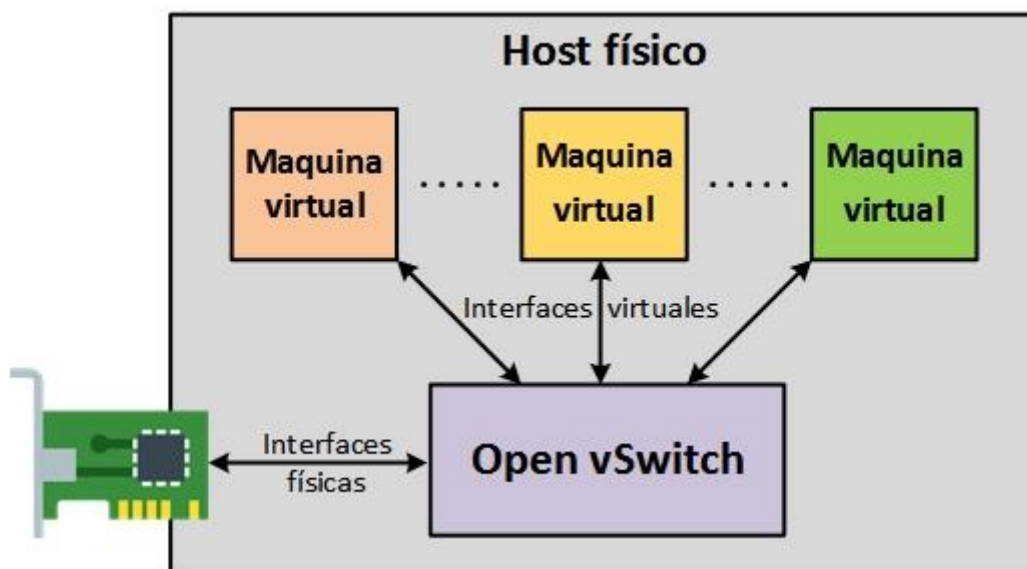 Host físico
Maquina
virtual
Maquina
virtual
Maquina
virtual
Interfaces virtuales
Interfaces
físicas
Open vSwitch